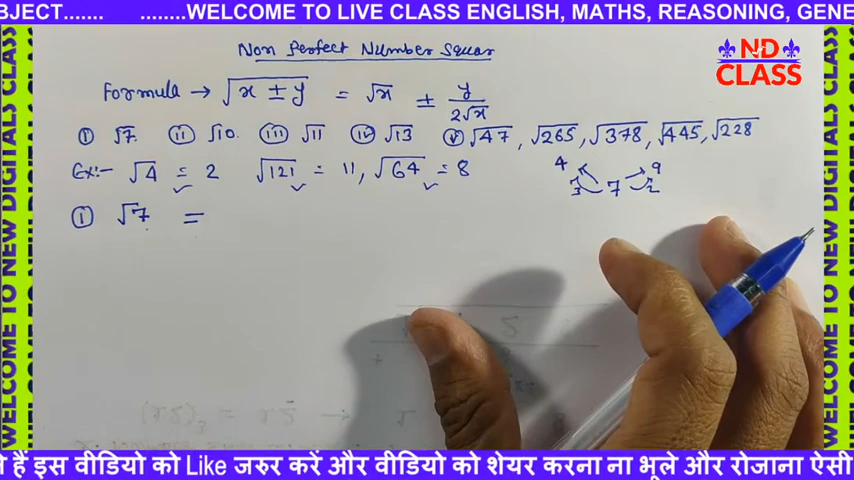 BJECT.... ........WELCOME TO LIVE CLASS ENGLISH, MATHS, REASONING, GENE
Non Perfect Number Squar
ND
CLASS
Formula → √x ± y = √x ± y/2√x
(i) √7 (ii) √10 (iii) √11 (iv) √13 (v) √47, √265, √378, √445, √228
Ex:- √4 = 2 √121 = 11, √64 = 8
4 9
3 7 2
(i) √7 =
WELCOME TO NEW DIGITALS CLASS
WELCOME TO NEW DIGITALS CLASS
ते हैं इस वीडियो को Like जरुर करें और वीडियो को शेयर करना ना भूले और रोजाना ऐसी